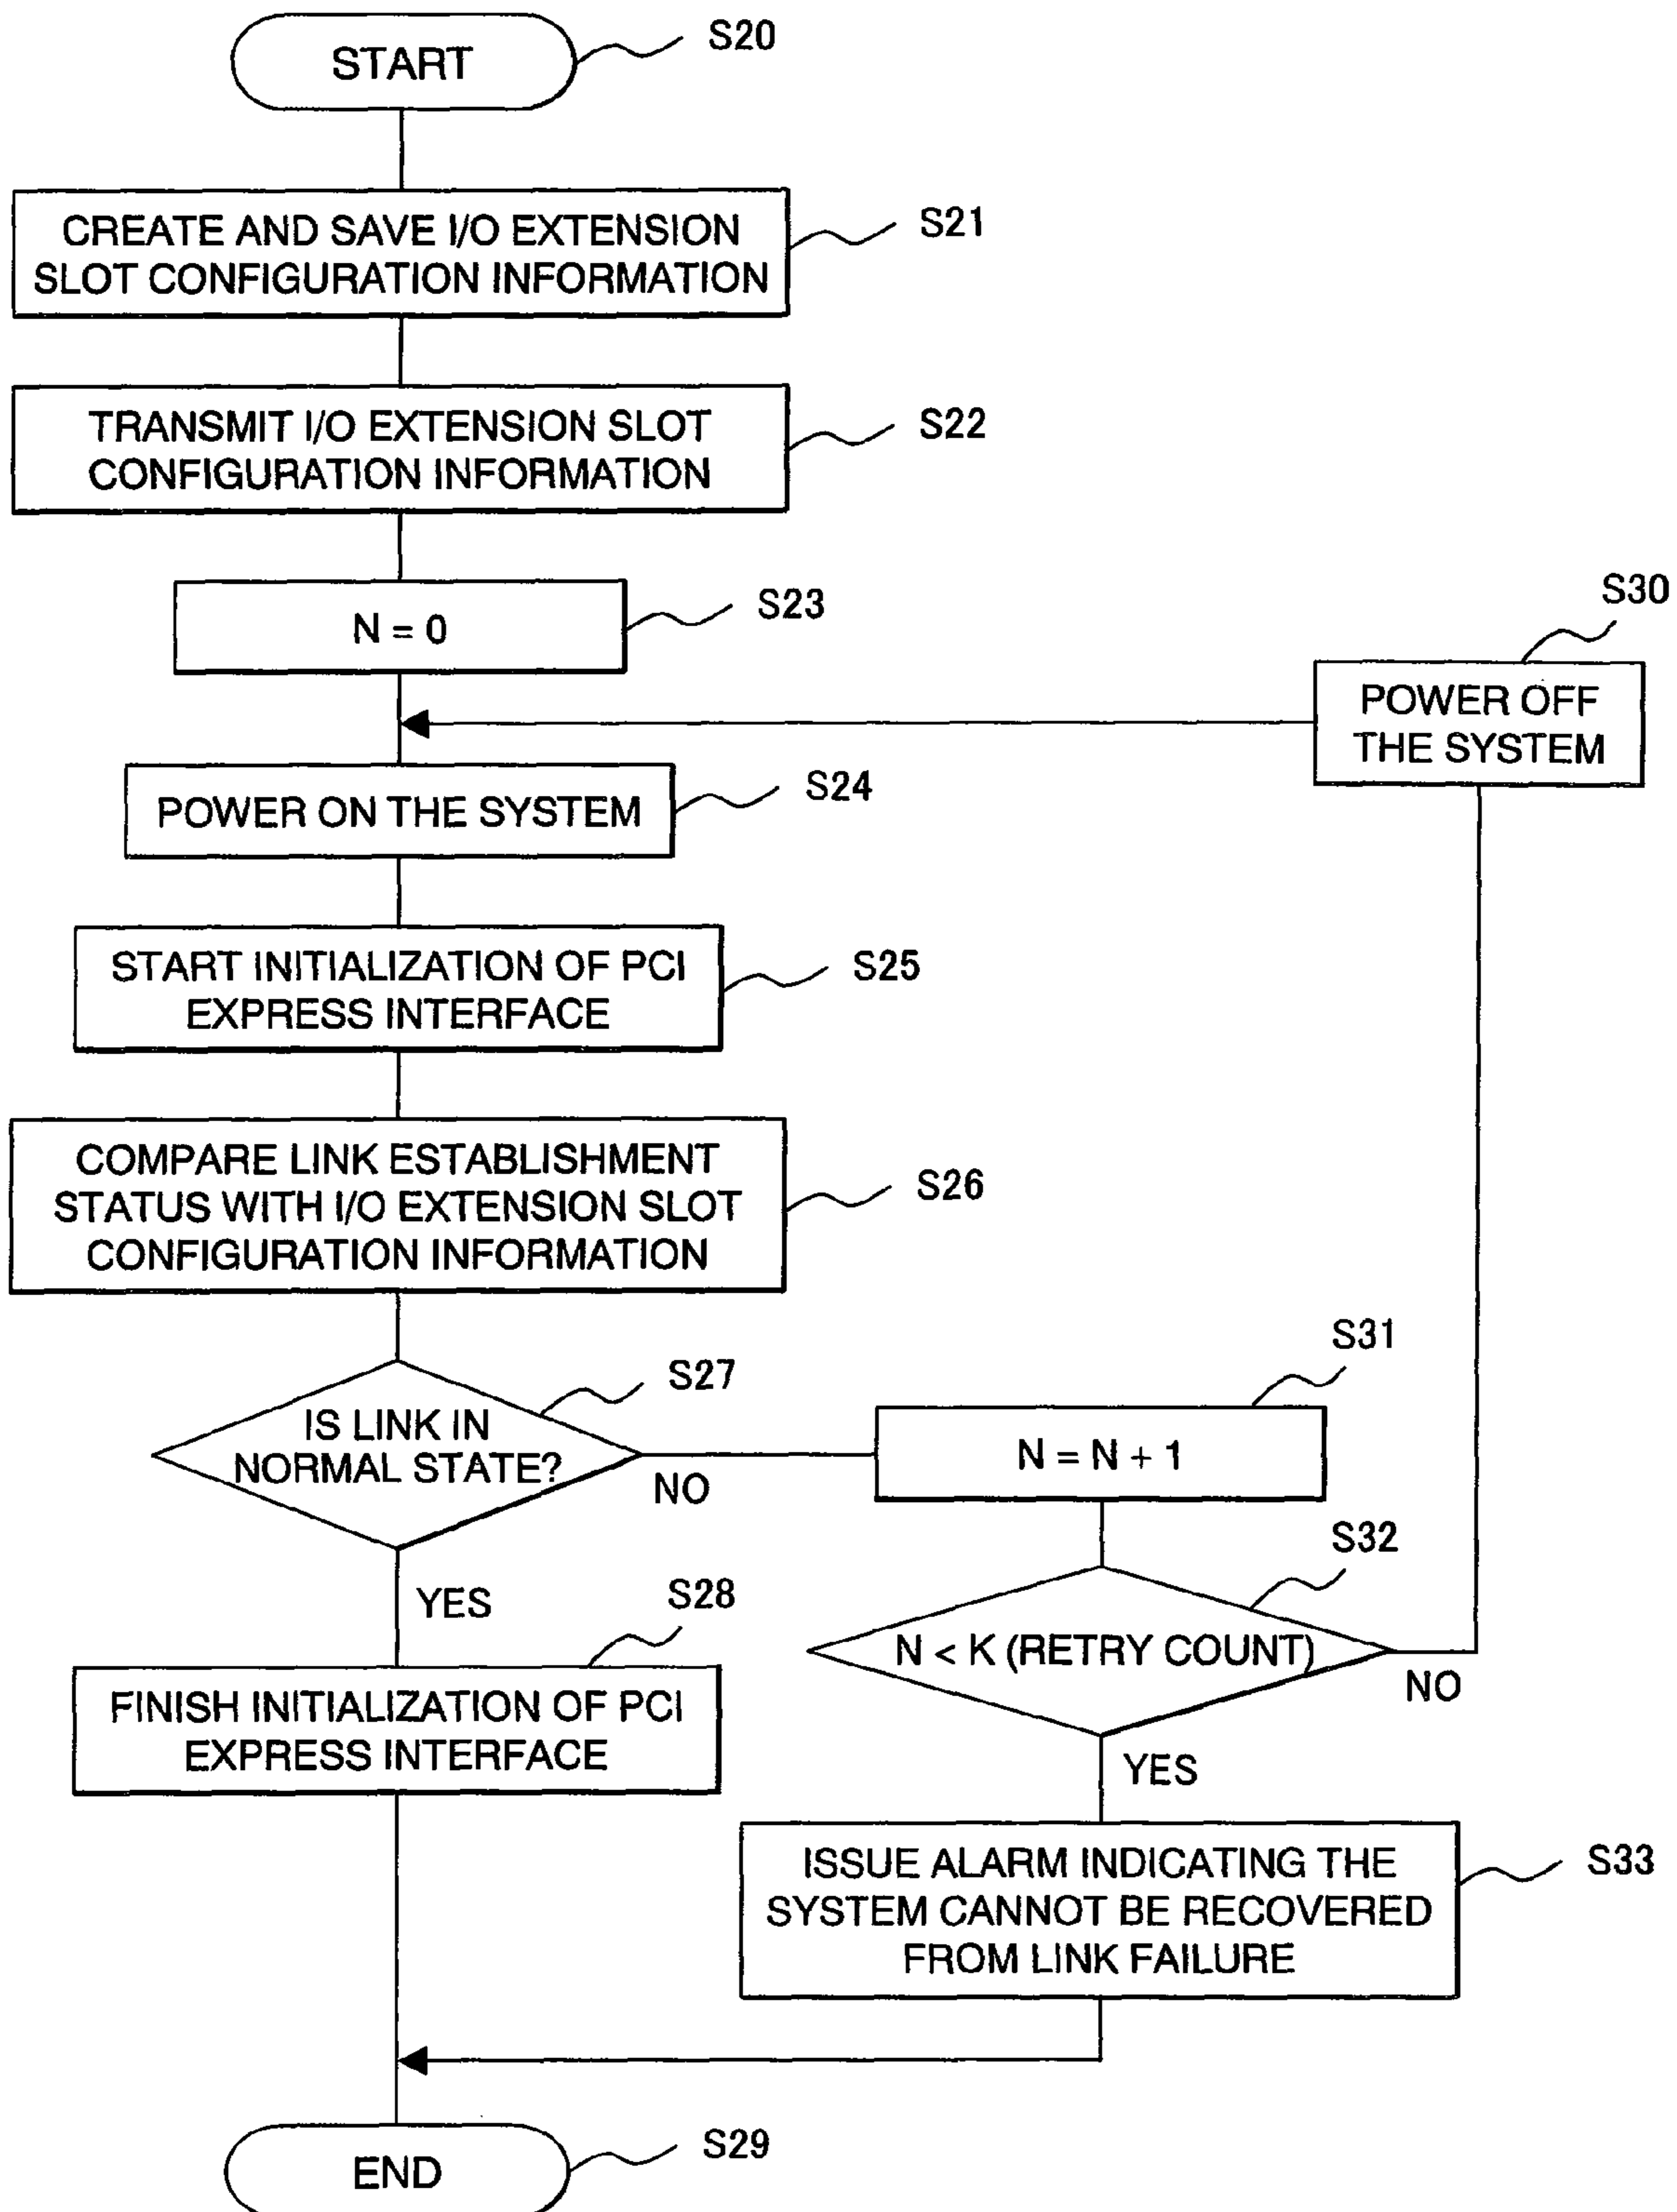 START
S20
CREATE AND SAVE I/O EXTENSION
SLOT CONFIGURATION INFORMATION
S21
TRANSMIT I/O EXTENSION SLOT
CONFIGURATION INFORMATION
S22
N = 0
S23
S30
POWER OFF
THE SYSTEM
POWER ON THE SYSTEM
S24
START INITIALIZATION OF PCI
EXPRESS INTERFACE
S25
COMPARE LINK ESTABLISHMENT
STATUS WITH I/O EXTENSION SLOT
CONFIGURATION INFORMATION
S26
IS LINK IN
NORMAL STATE?
S27
NO
S31
N = N + 1
YES
S32
N < K (RETRY COUNT)
NO
S28
FINISH INITIALIZATION OF PCI
EXPRESS INTERFACE
YES
ISSUE ALARM INDICATING THE
SYSTEM CANNOT BE RECOVERED
FROM LINK FAILURE
S33
END
S29